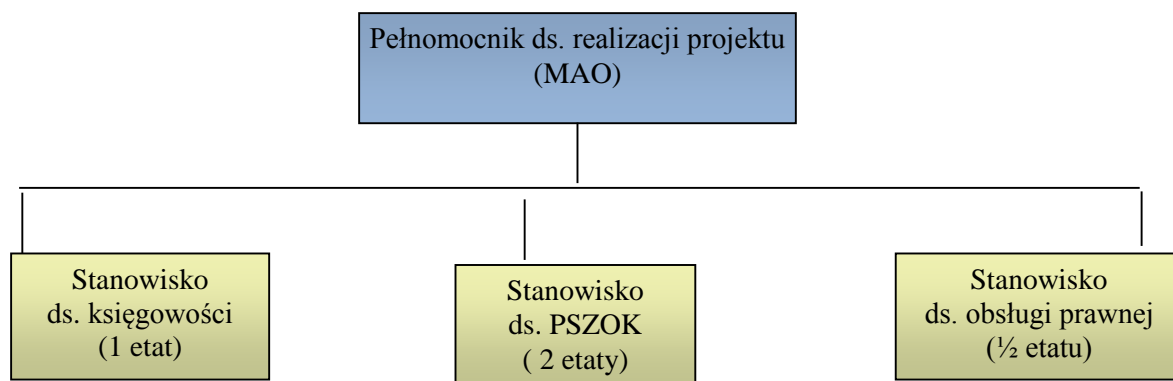 Pełnomocnik ds. realizacji projektu
(MAO)
Stanowisko
ds. księgowości
(1 etat)
Stanowisko
ds. PSZOK
( 2 etaty)
Stanowisko
ds. obsługi prawnej
(½ etatu)